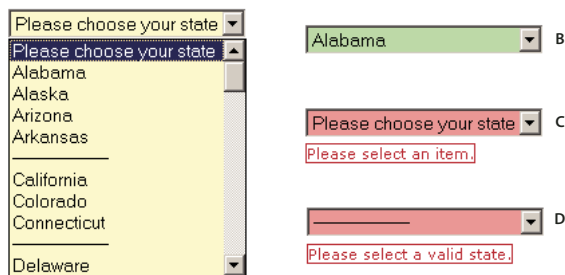 Please choose your state
Please choose your state
Alabama
Alaska
Arizona
Arkansas
California
Colorado
Connecticut
Delaware
Alabama
B
Please choose your state
C
Please select an item.
D
Please select a valid state.